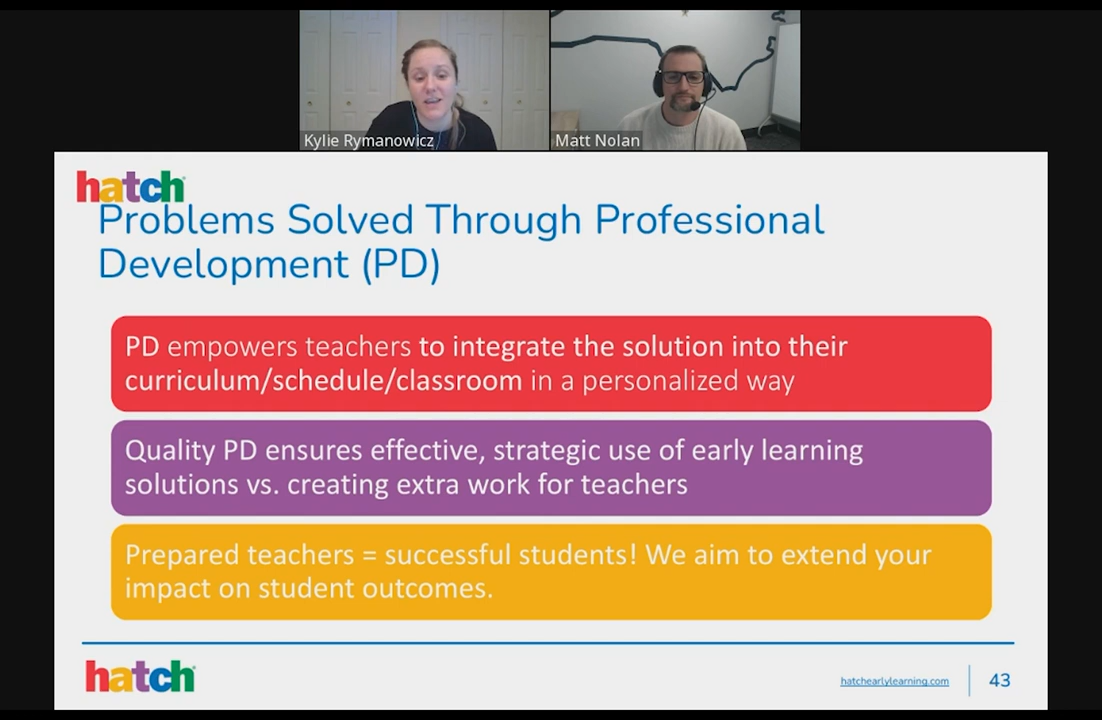 Kylie Rymanowicz
Matt Nolan
hatch
Problems Solved Through Professional
Development (PD)
PD empowers teachers to integrate the solution into their
curriculum/schedule/classroom in a personalized way
Quality PD ensures effective, strategic use of early learning
solutions vs. creating extra work for teachers
Prepared teachers = successful students! We aim to extend your
impact on student outcomes.
hatch
hatchearlylearning.com
43